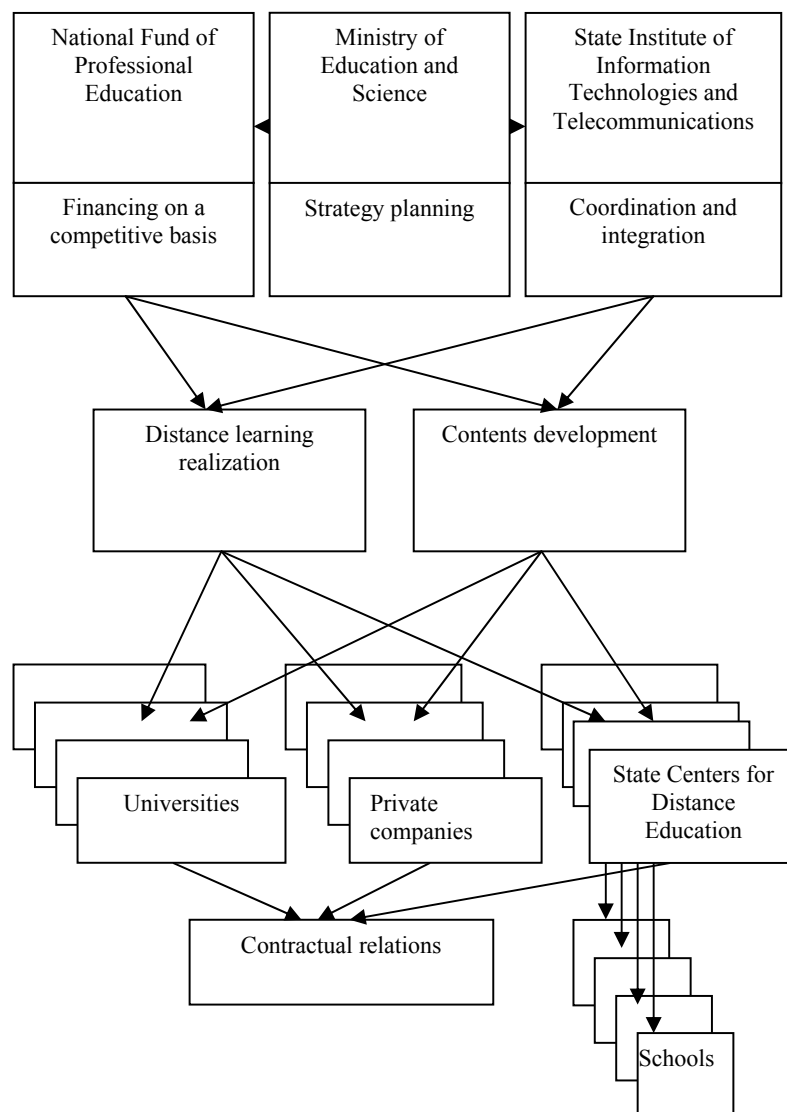 National Fund of
Professional
Education
Ministry of
Education and
Science
State Institute of
Information
Technologies and
Telecommunications
Financing on a
competitive basis
Strategy planning
Coordination and
integration
Distance learning
realization
Contents development
Universities
Private
companies
State Centers for
Distance
Education
Contractual relations
Schools